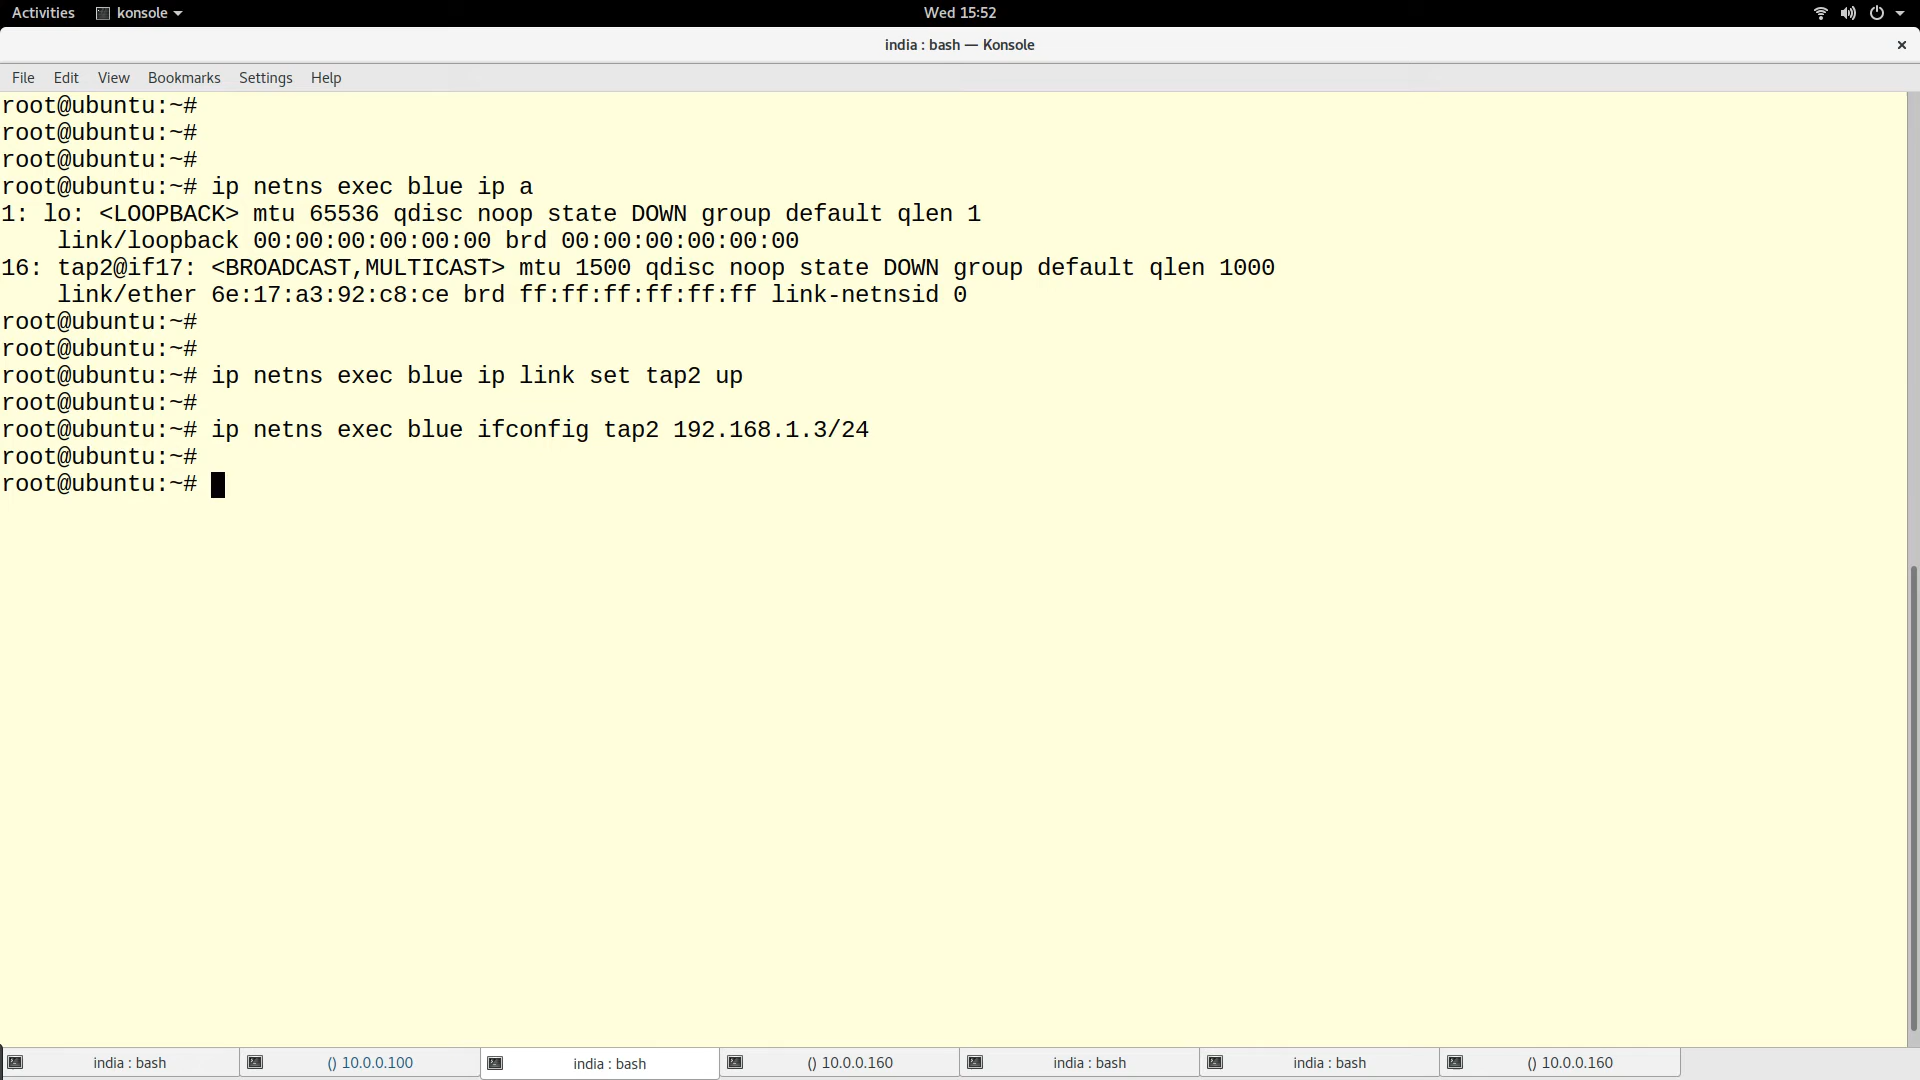 Activities konsole Wed 15:52
india : bash — Konsole
File Edit View Bookmarks Settings Help
root@ubuntu:~#
root@ubuntu:~#
root@ubuntu:~#
root@ubuntu:~# ip netns exec blue ip a
1: lo: <LOOPBACK> mtu 65536 qdisc noop state DOWN group default qlen 1
    link/loopback 00:00:00:00:00:00 brd 00:00:00:00:00:00
16: tap2@if17: <BROADCAST,MULTICAST> mtu 1500 qdisc noop state DOWN group default qlen 1000
    link/ether 6e:17:a3:92:c8:ce brd ff:ff:ff:ff:ff:ff link-netnsid 0
root@ubuntu:~#
root@ubuntu:~#
root@ubuntu:~# ip netns exec blue ip link set tap2 up
root@ubuntu:~#
root@ubuntu:~# ip netns exec blue ifconfig tap2 192.168.1.3/24
root@ubuntu:~#
root@ubuntu:~#
india : bash () 10.0.0.100 india : bash () 10.0.0.160 india : bash india : bash () 10.0.0.160